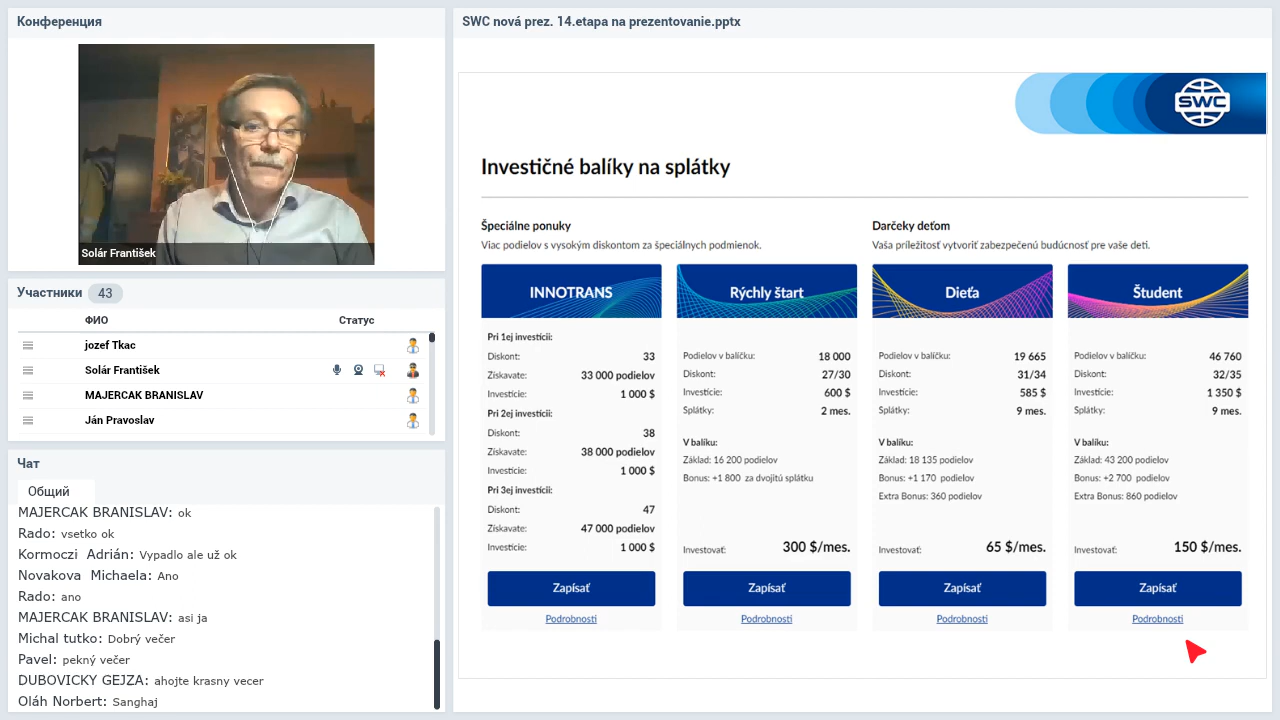 Конференция
Solár František
Участники 43
ФИО Статус
jozef Tkac
Solár František
MAJERCAK BRANISLAV
Ján Pravoslav
Чат
Общий
MAJERCAK BRANISLAV: ok
Rado: vsetko ok
Kormoczi Adrián: Vypadlo ale už ok
Novakova Michaela: Ano
Rado: ano
MAJERCAK BRANISLAV: asi ja
Michal tutko: Dobrý večer
Pavel: pekný večer
DUBOVICKY GEJZA: ahojte krasny vecer
Oláh Norbert: Sanghaj
SWC nová prez. 14.etapa na prezentovanie.pptx
SWC
Investičné balíky na splátky
Špeciálne ponuky
Viac podielov s vysokým diskontom za špeciálnych podmienok.
Darčeky deťom
Vaša príležitosť vytvoriť zabezpečenú budúcnosť pre vaše deti.
INNOTRANS
Pri 1ej investícii:
Diskont: 33
Získavate: 33 000 podielov
Investície: 1 000 $
Pri 2ej investícii:
Diskont: 38
Získavate: 38 000 podielov
Investície: 1 000 $
Pri 3ej investícii:
Diskont: 47
Získavate: 47 000 podielov
Investície: 1 000 $
Zapísať
Podrobnosti
Rýchly štart
Podielov v balíčku: 18 000
Diskont: 27/30
Investície: 600 $
Splátky: 2 mes.
V balíku:
Základ: 16 200 podielov
Bonus: +1 800 za dvojitú splátku
Investovať: 300 $/mes.
Zapísať
Podrobnosti
Dieťa
Podielov v balíčku: 19 665
Diskont: 31/34
Investície: 585 $
Splátky: 9 mes.
V balíku:
Základ: 18 135 podielov
Bonus: +1 170 podielov
Extra Bonus: 360 podielov
Investovať: 65 $/mes.
Zapísať
Podrobnosti
Študent
Podielov v balíčku: 46 760
Diskont: 32/35
Investície: 1 350 $
Splátky: 9 mes.
V balíku:
Základ: 43 200 podielov
Bonus: +2 700 podielov
Extra Bonus: 860 podielov
Investovať: 150 $/mes.
Zapísať
Podrobnosti